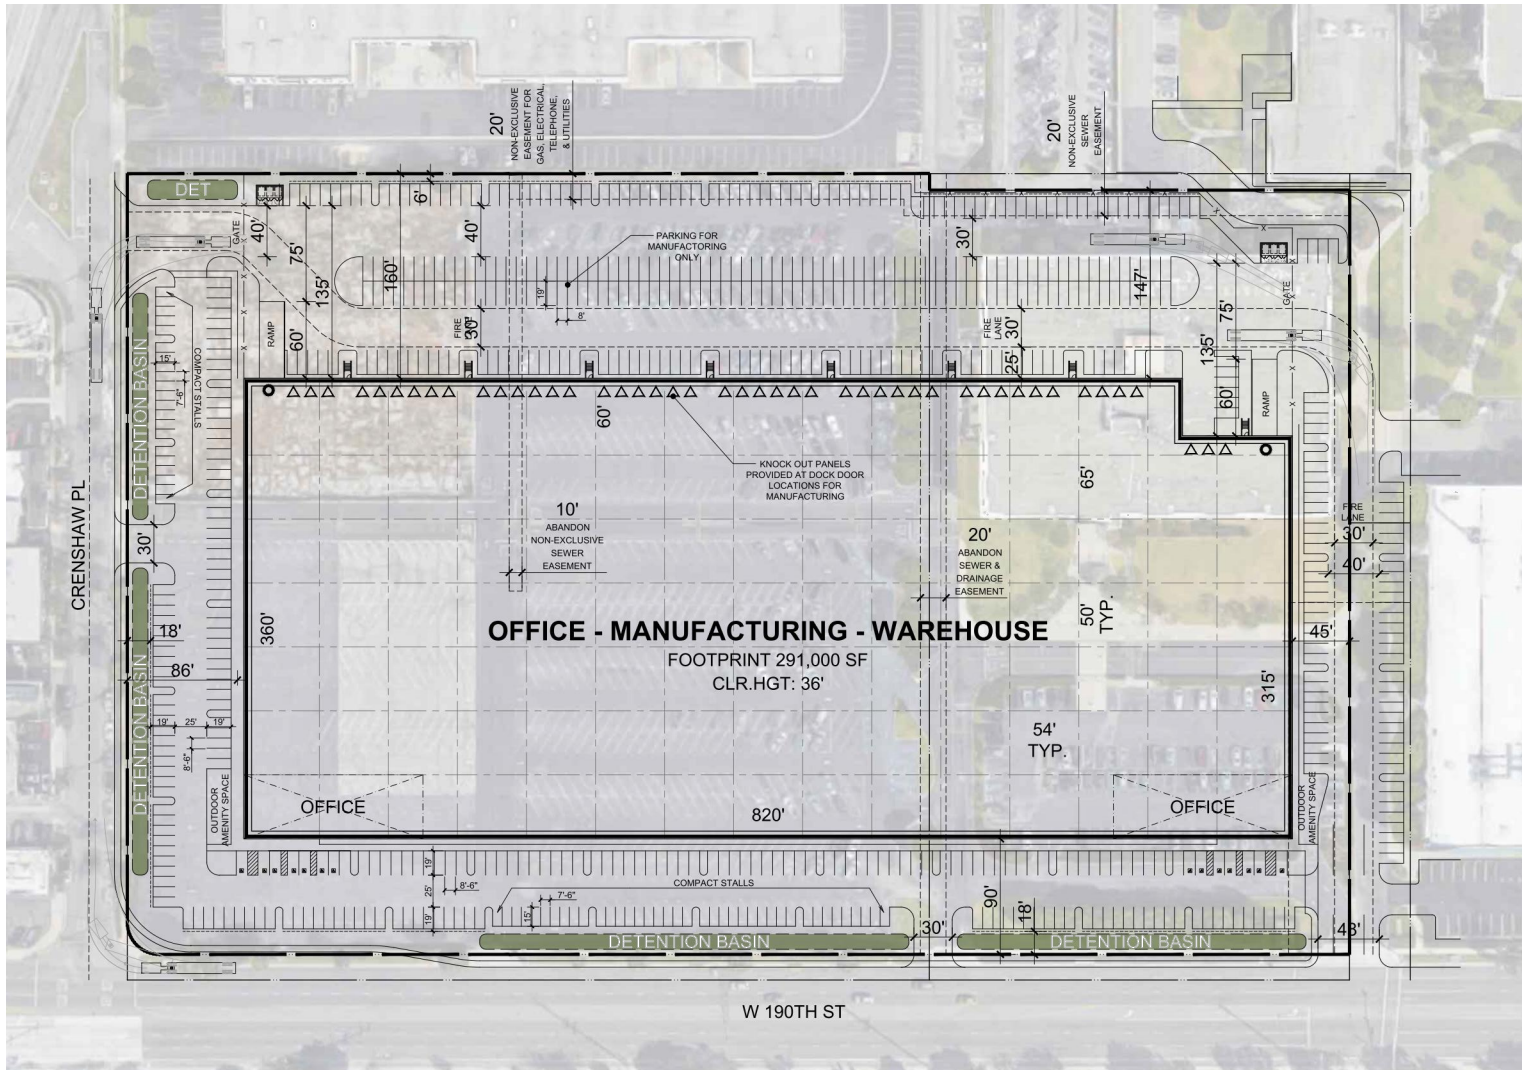 20'
NON-EXCLUSIVE
EASEMENT FOR
GAS, ELECTRICAL,
TELEPHONE,
& UTILITIES
20'
NON-EXCLUSIVE
SEWER
EASEMENT
DET
6'
GATE
40'
75'
135'
160'
40'
PARKING FOR
MANUFACTORING
ONLY
30'
147'
GATE
75'
135'
19'
8'
RAMP
60'
FIRE
30'
FIRE
LANE
30'
25'
60'
RAMP
DETENTION BASIN
15'
7'-6"
COMPACT STALLS
60'
KNOCK OUT PANELS
PROVIDED AT DOCK DOOR
LOCATIONS FOR
MANUFACTURING
65'
CRENSHAW PL
30'
10'
ABANDON
NON-EXCLUSIVE
SEWER
EASEMENT
20'
ABANDON
SEWER &
DRAINAGE
EASEMENT
FIRE
LANE
30'
40'
50'
TYP.
360'
OFFICE - MANUFACTURING - WAREHOUSE
FOOTPRINT 291,000 SF
CLR.HGT: 36'
18'
86'
45'
315'
DETENTION BASIN
19'
25'
19'
8'-6"
54'
TYP.
OUTDOOR
AMENITY SPACE
OFFICE
820'
OFFICE
OUTDOOR
AMENITY SPACE
19'
25'
19'
8'-6"
7'-6"
15'
COMPACT STALLS
90'
18'
30'
48'
DETENTION BASIN
DETENTION BASIN
W 190TH ST